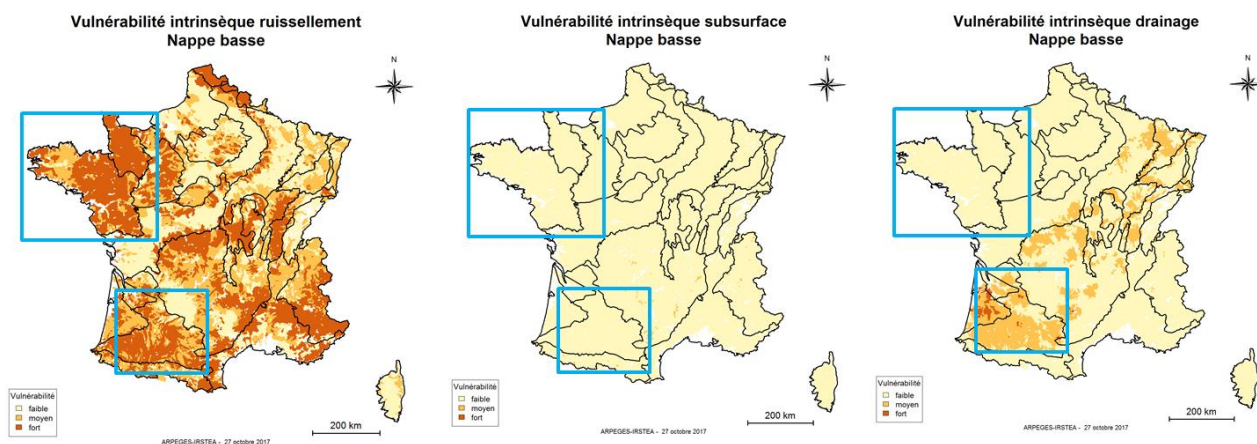 Vulnérabilité intrinsèque ruissellement
Nappe basse
N
Vulnérabilité
faible
moyen
fort
200 km
ARPEGES-IRSTEA - 27 octobre 2017
Vulnérabilité intrinsèque subsurface
Nappe basse
N
Vulnérabilité
faible
moyen
fort
200 km
ARPEGES-IRSTEA - 27 octobre 2017
Vulnérabilité intrinsèque drainage
Nappe basse
N
Vulnérabilité
faible
moyen
fort
200 km
ARPEGES-IRSTEA - 27 octobre 2017